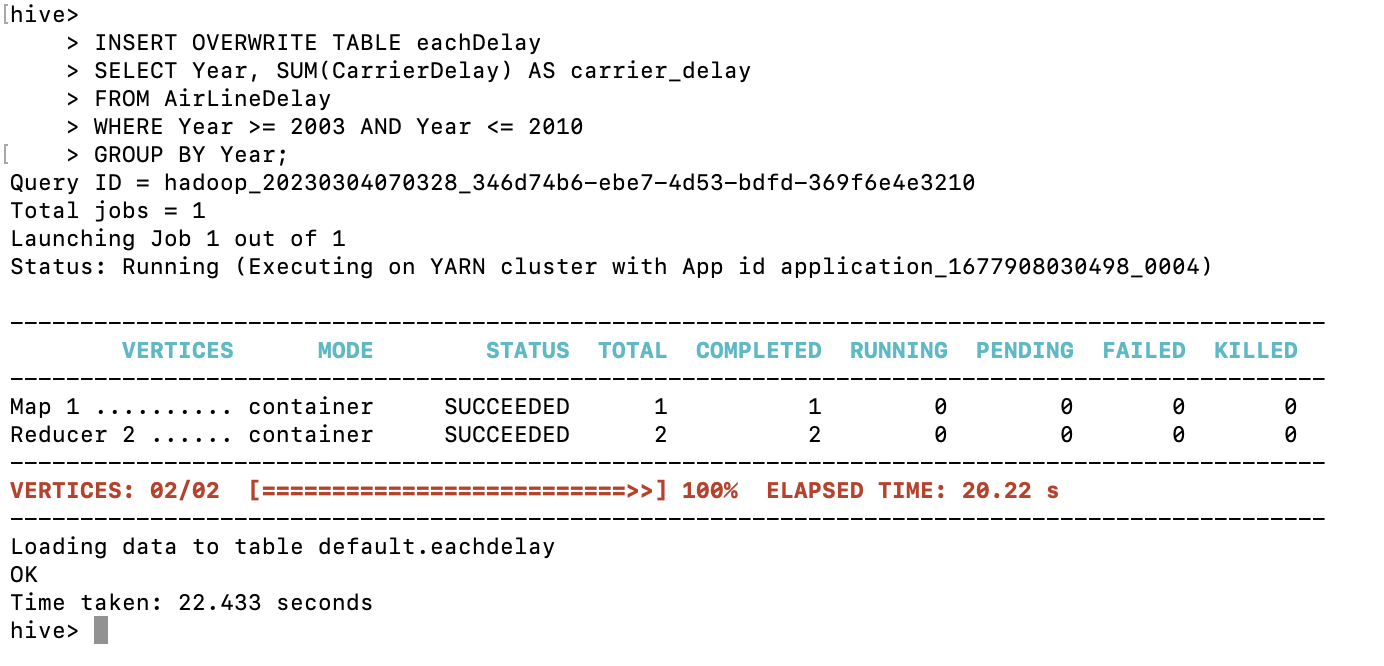 [hive>
    > INSERT OVERWRITE TABLE eachDelay
    > SELECT Year, SUM(CarrierDelay) AS carrier_delay
    > FROM AirLineDelay
    > WHERE Year >= 2003 AND Year <= 2010
[    > GROUP BY Year;
Query ID = hadoop_20230304070328_346d74b6-ebe7-4d53-bdfd-369f6e4e3210
Total jobs = 1
Launching Job 1 out of 1
Status: Running (Executing on YARN cluster with App id application_1677908030498_0004)

----------------------------------------------------------------------------------------------
        VERTICES      MODE        STATUS  TOTAL  COMPLETED  RUNNING  PENDING  FAILED  KILLED
----------------------------------------------------------------------------------------------
Map 1 .......... container     SUCCEEDED      1          1        0        0       0       0
Reducer 2 ...... container     SUCCEEDED      2          2        0        0       0       0
----------------------------------------------------------------------------------------------
VERTICES: 02/02  [==========================>>] 100%  ELAPSED TIME: 20.22 s
----------------------------------------------------------------------------------------------
Loading data to table default.eachdelay
OK
Time taken: 22.433 seconds
hive>